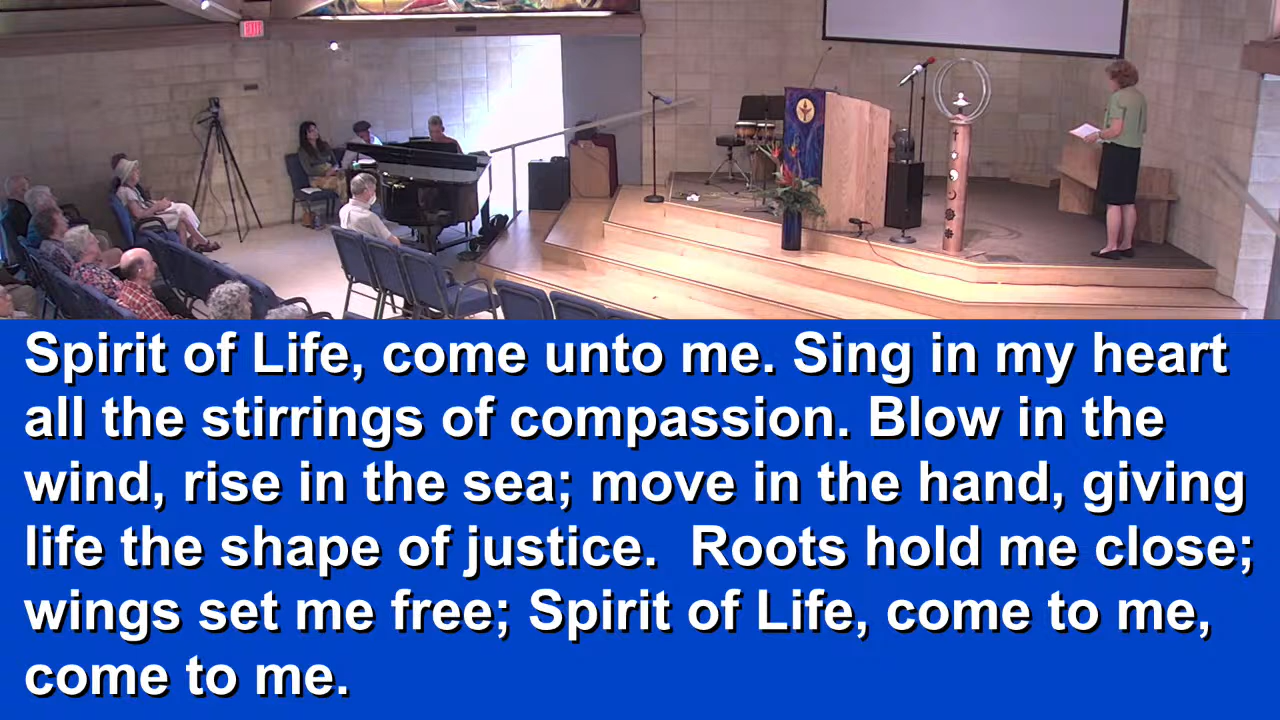 EXIT
Spirit of Life, come unto me. Sing in my heart
all the stirrings of compassion. Blow in the
wind, rise in the sea; move in the hand, giving
life the shape of justice.  Roots hold me close;
wings set me free; Spirit of Life, come to me,
come to me.